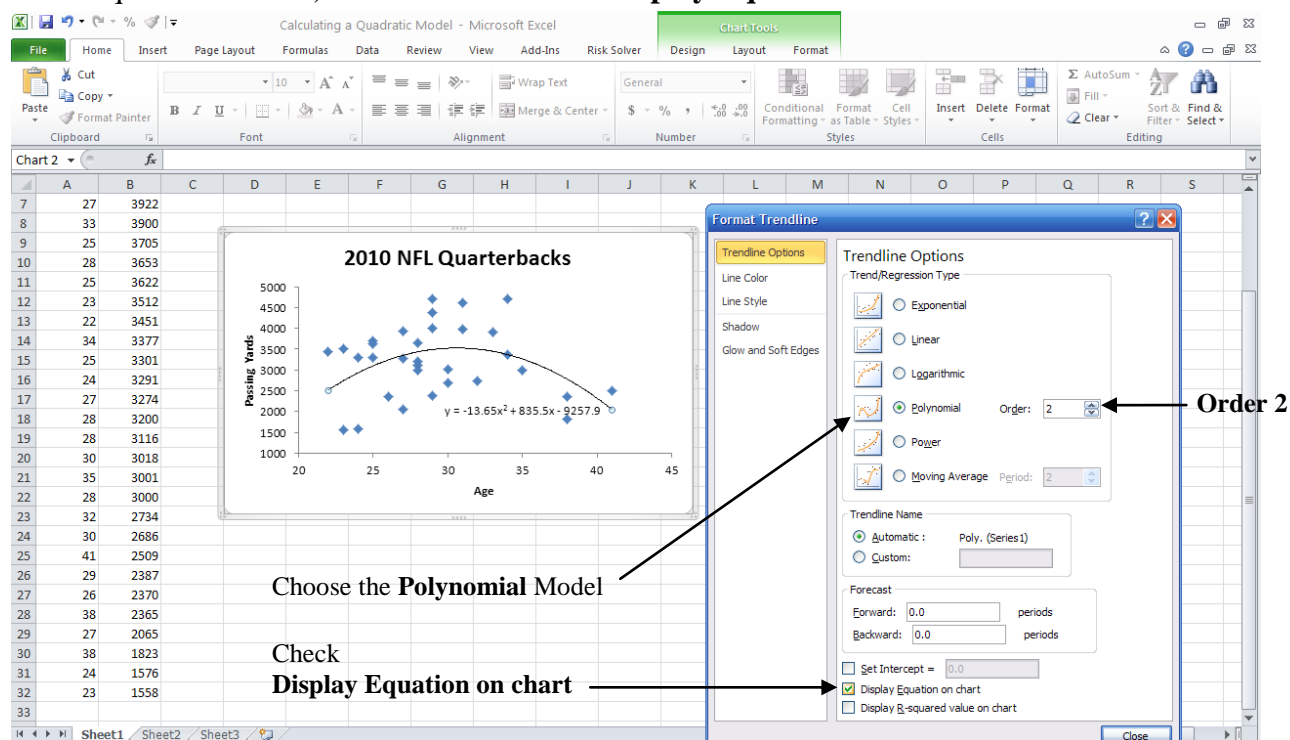 Calculating a Quadratic Model - Microsoft Excel
Chart Tools
File Home Insert Page Layout Formulas Data Review View Add-Ins Risk Solver Design Layout Format
Paste
Cut
Copy
Format Painter
Clipboard
10 A A
B I U A
Font
Wrap Text
Merge & Center
Alignment
General
$ % , .0 .00 .00 .0
Number
Conditional Formatting
Format as Table
Cell Styles
Styles
Insert Delete Format
Cells
Σ AutoSum
Fill
Clear
Sort & Filter
Find & Select
Editing
Chart 2 fx
A B C D E F G H I J K L M N O P Q R S
7 27 3922
8 33 3900
9 25 3705
10 28 3653
11 25 3622
12 23 3512
13 22 3451
14 34 3377
15 25 3301
16 24 3291
17 27 3274
18 28 3200
19 28 3116
20 30 3018
21 35 3001
22 28 3000
23 32 2734
24 30 2686
25 41 2509
26 29 2387
27 26 2370
28 38 2365
29 27 2065
30 38 1823
31 24 1576
32 23 1558
33
2010 NFL Quarterbacks
Passing Yards
5000
4500
4000
3500
3000
2500
2000
1500
1000
y = -13.65x² + 835.5x - 9257.9
20 25 30 35 40 45
Age
Format Trendline
Trendline Options
Line Color
Line Style
Shadow
Glow and Soft Edges
Trendline Options
Trend/Regression Type
Exponential
Linear
Logarithmic
Polynomial Order: 2
Power
Moving Average Period: 2
Trendline Name
Automatic : Poly. (Series1)
Custom:
Forecast
Forward: 0.0 periods
Backward: 0.0 periods
Set Intercept = 0.0
Display Equation on chart
Display R-squared value on chart
Close
Order 2
Choose the Polynomial Model
Check
Display Equation on chart
Sheet1 Sheet2 Sheet3